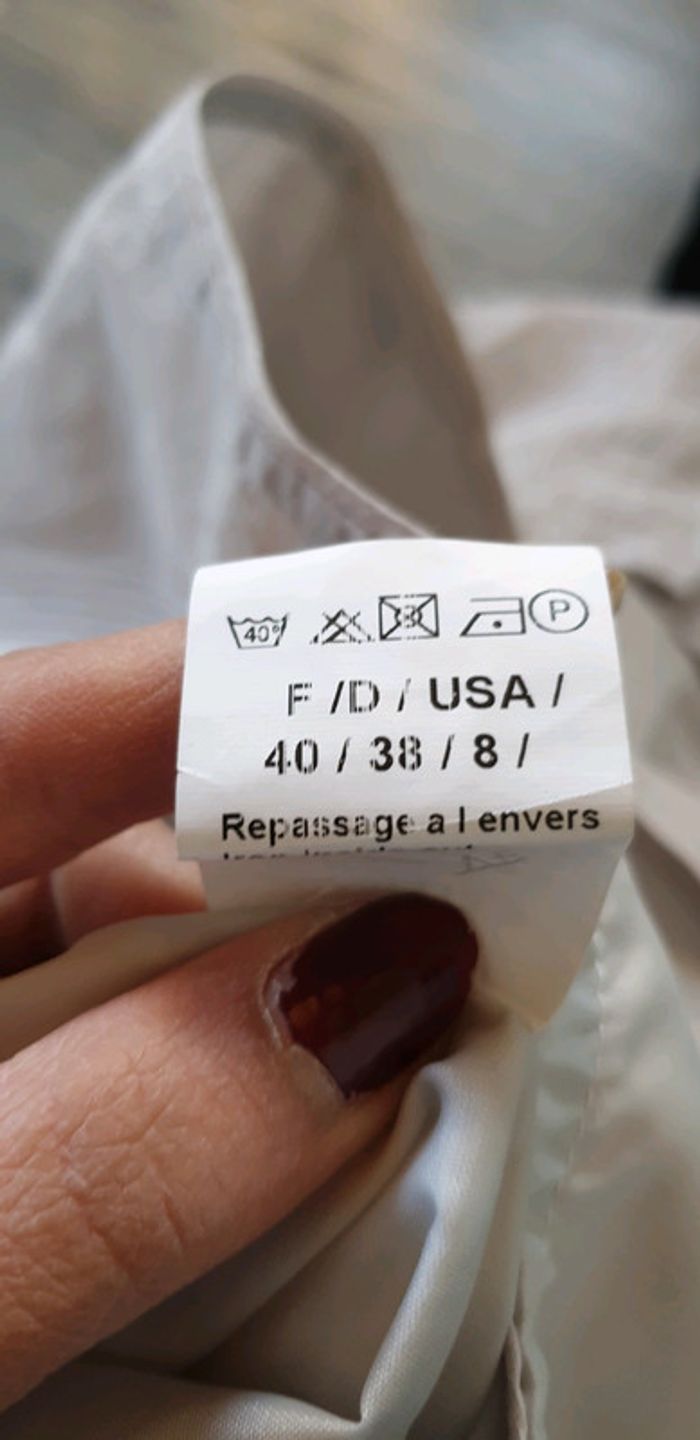 40°
P
F /D / USA /
40 / 38 / 8 /
Repassage a l envers